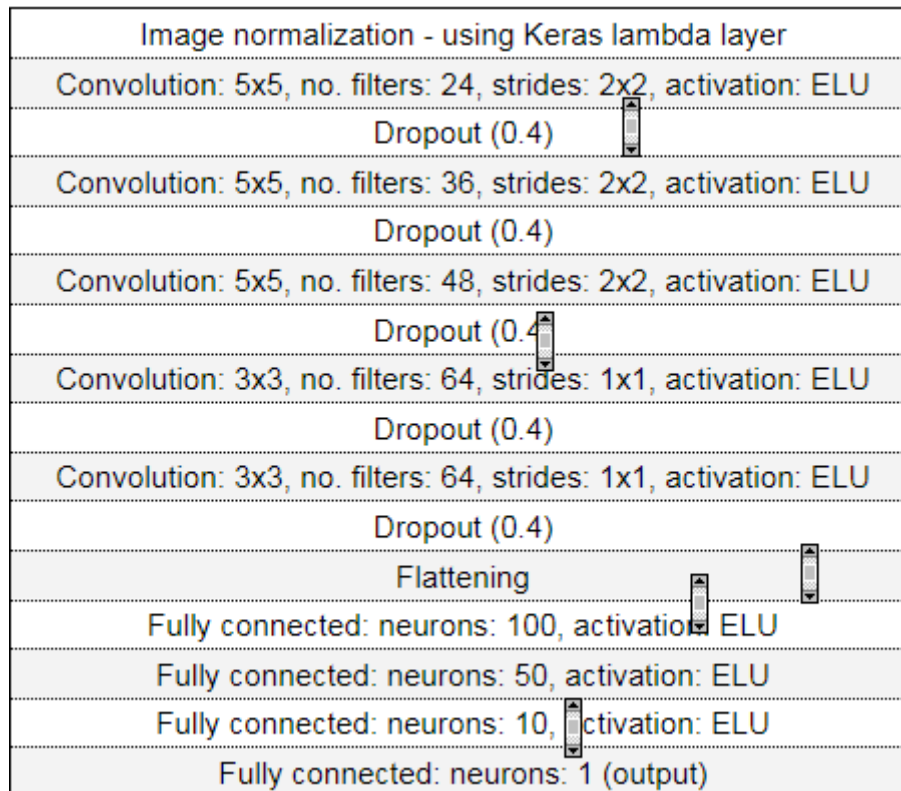 Image normalization - using Keras lambda layer
Convolution: 5x5, no. filters: 24, strides: 2x2, activation: ELU
Dropout (0.4)
Convolution: 5x5, no. filters: 36, strides: 2x2, activation: ELU
Dropout (0.4)
Convolution: 5x5, no. filters: 48, strides: 2x2, activation: ELU
Dropout (0.4
Convolution: 3x3, no. filters: 64, strides: 1x1, activation: ELU
Dropout (0.4)
Convolution: 3x3, no. filters: 64, strides: 1x1, activation: ELU
Dropout (0.4)
Flattening
Fully connected: neurons: 100, activation: ELU
Fully connected: neurons: 50, activation: ELU
Fully connected: neurons: 10, activation: ELU
Fully connected: neurons: 1 (output)